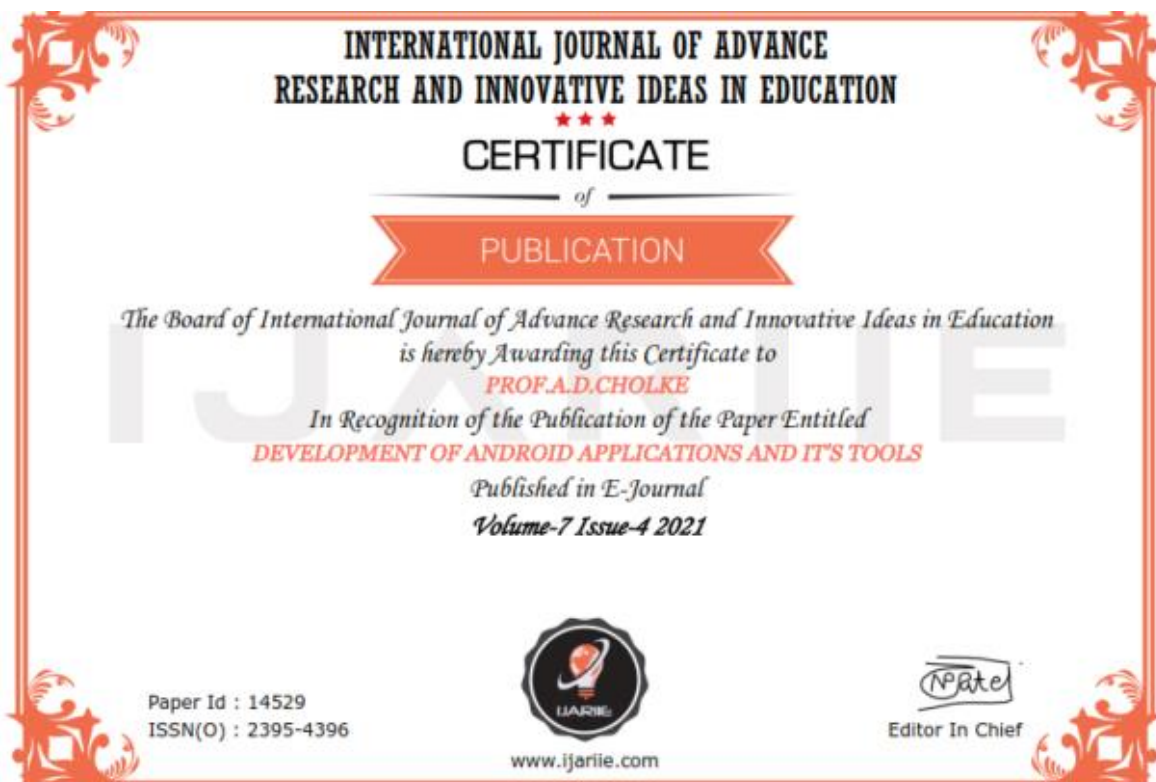 INTERNATIONAL JOURNAL OF ADVANCE
RESEARCH AND INNOVATIVE IDEAS IN EDUCATION
CERTIFICATE
of
PUBLICATION
IJARIIE
The Board of International Journal of Advance Research and Innovative Ideas in Education
is hereby Awarding this Certificate to
PROF.A.D.CHOLKE
In Recognition of the Publication of the Paper Entitled
DEVELOPMENT OF ANDROID APPLICATIONS AND IT'S TOOLS
Published in E-Journal
Volume-7 Issue-4 2021
Paper Id : 14529
ISSN(O) : 2395-4396
IJARIIE
www.ijariie.com
NPatel
Editor In Chief